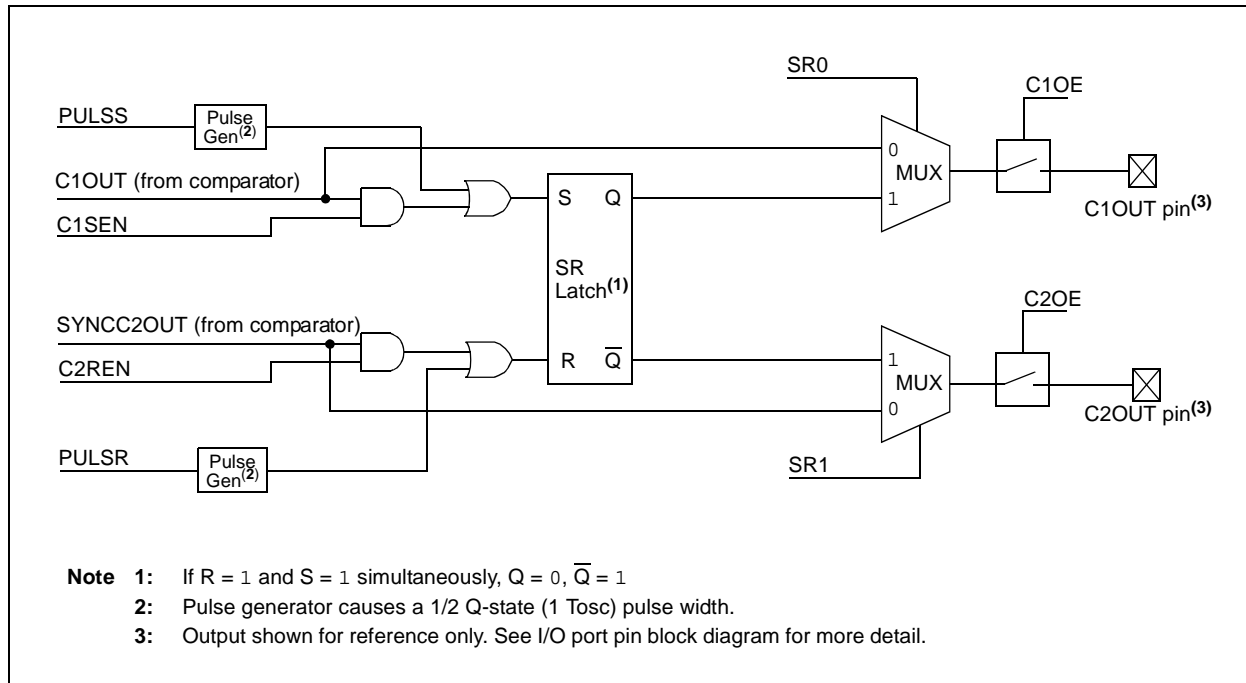 SR0
C1OE
PULSS
Pulse
Gen(2)
0
C1OUT (from comparator)
MUX
S Q
1
C1OUT pin(3)
C1SEN
SR
Latch(1)
C2OE
SYNCC2OUT (from comparator)
R Q̅
1
C2REN
MUX
0
C2OUT pin(3)
PULSR
Pulse
Gen(2)
SR1
Note 1: If R = 1 and S = 1 simultaneously, Q = 0, Q̅ = 1
2: Pulse generator causes a 1/2 Q-state (1 Tosc) pulse width.
3: Output shown for reference only. See I/O port pin block diagram for more detail.